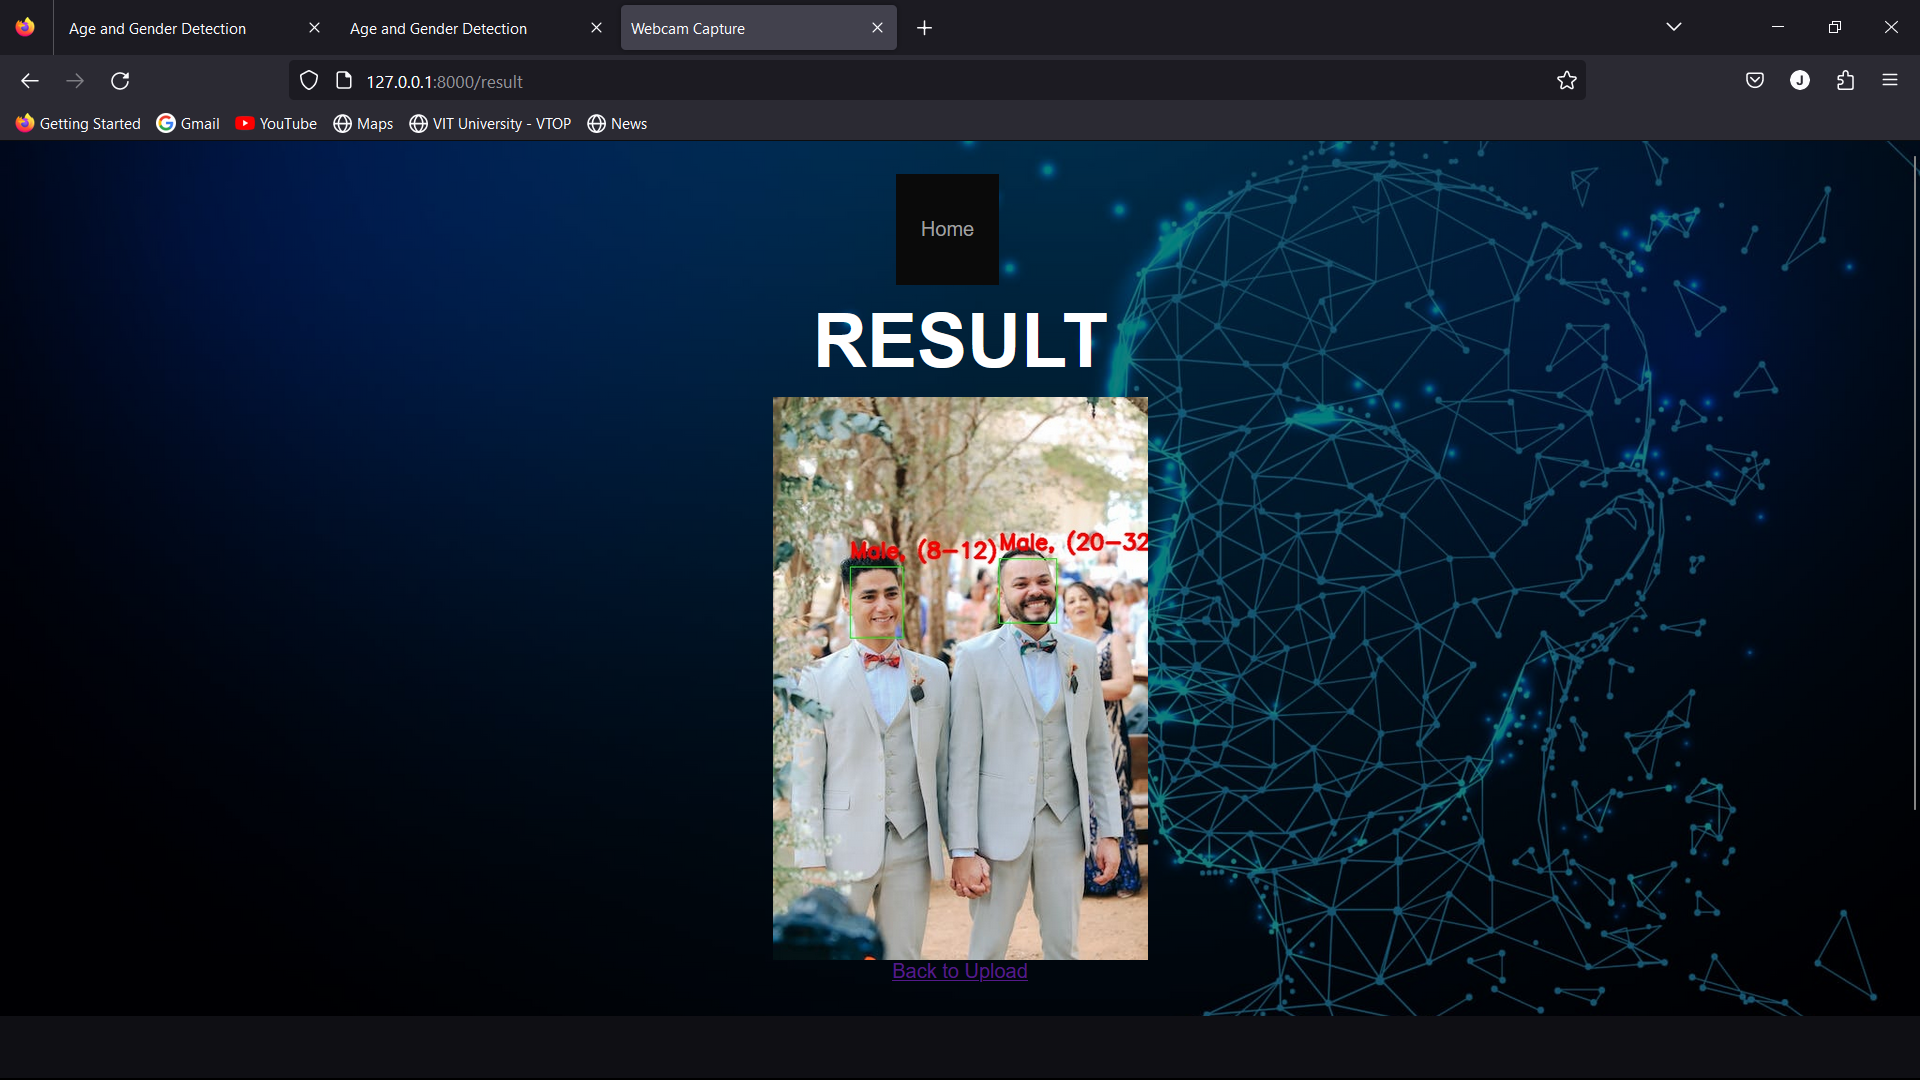 Age and Gender Detection
Age and Gender Detection
Webcam Capture
127.0.0.1:8000/result
J
Getting Started
Gmail
YouTube
Maps
VIT University - VTOP
News
Home
RESULT
Male, (8-12)
Male, (20-32
Back to Upload